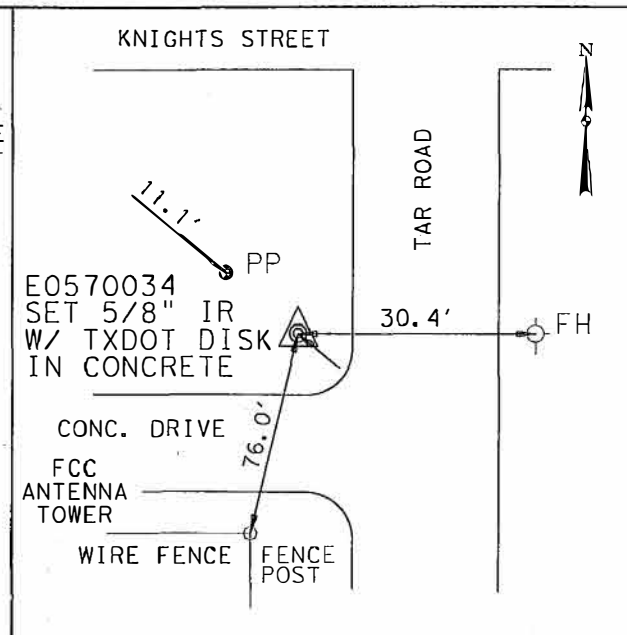 KNIGHTS STREET
N
TAR ROAD
11.1'
PP
E0570034
SET 5/8" IR
W/ TXDOT DISK
IN CONCRETE
30.4'
FH
CONC. DRIVE
76.0'
FCC
ANTENNA
TOWER
WIRE FENCE
FENCE
POST